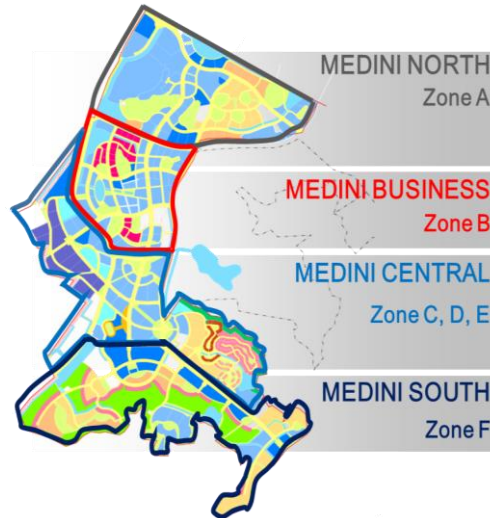 MEDINI NORTH
Zone A
MEDINI BUSINESS
Zone B
MEDINI CENTRAL
Zone C, D, E
MEDINI SOUTH
Zone F